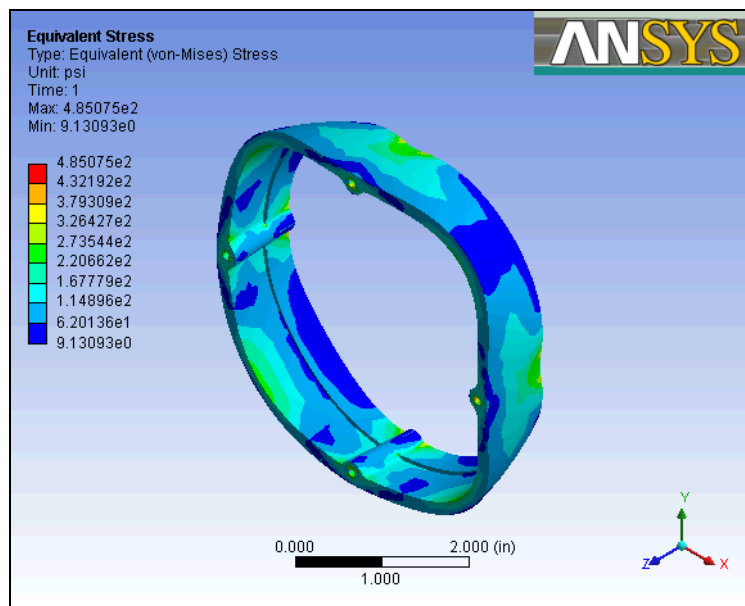 Equivalent Stress
Type: Equivalent (von-Mises) Stress
Unit: psi
Time: 1
Max: 4.85075e2
Min: 9.13093e0
ANSYS
4.85075e2
4.32192e2
3.79309e2
3.26427e2
2.73544e2
2.20662e2
1.67779e2
1.14896e2
6.20136e1
9.13093e0
0.000
2.000 (in)
1.000
Y
Z
X